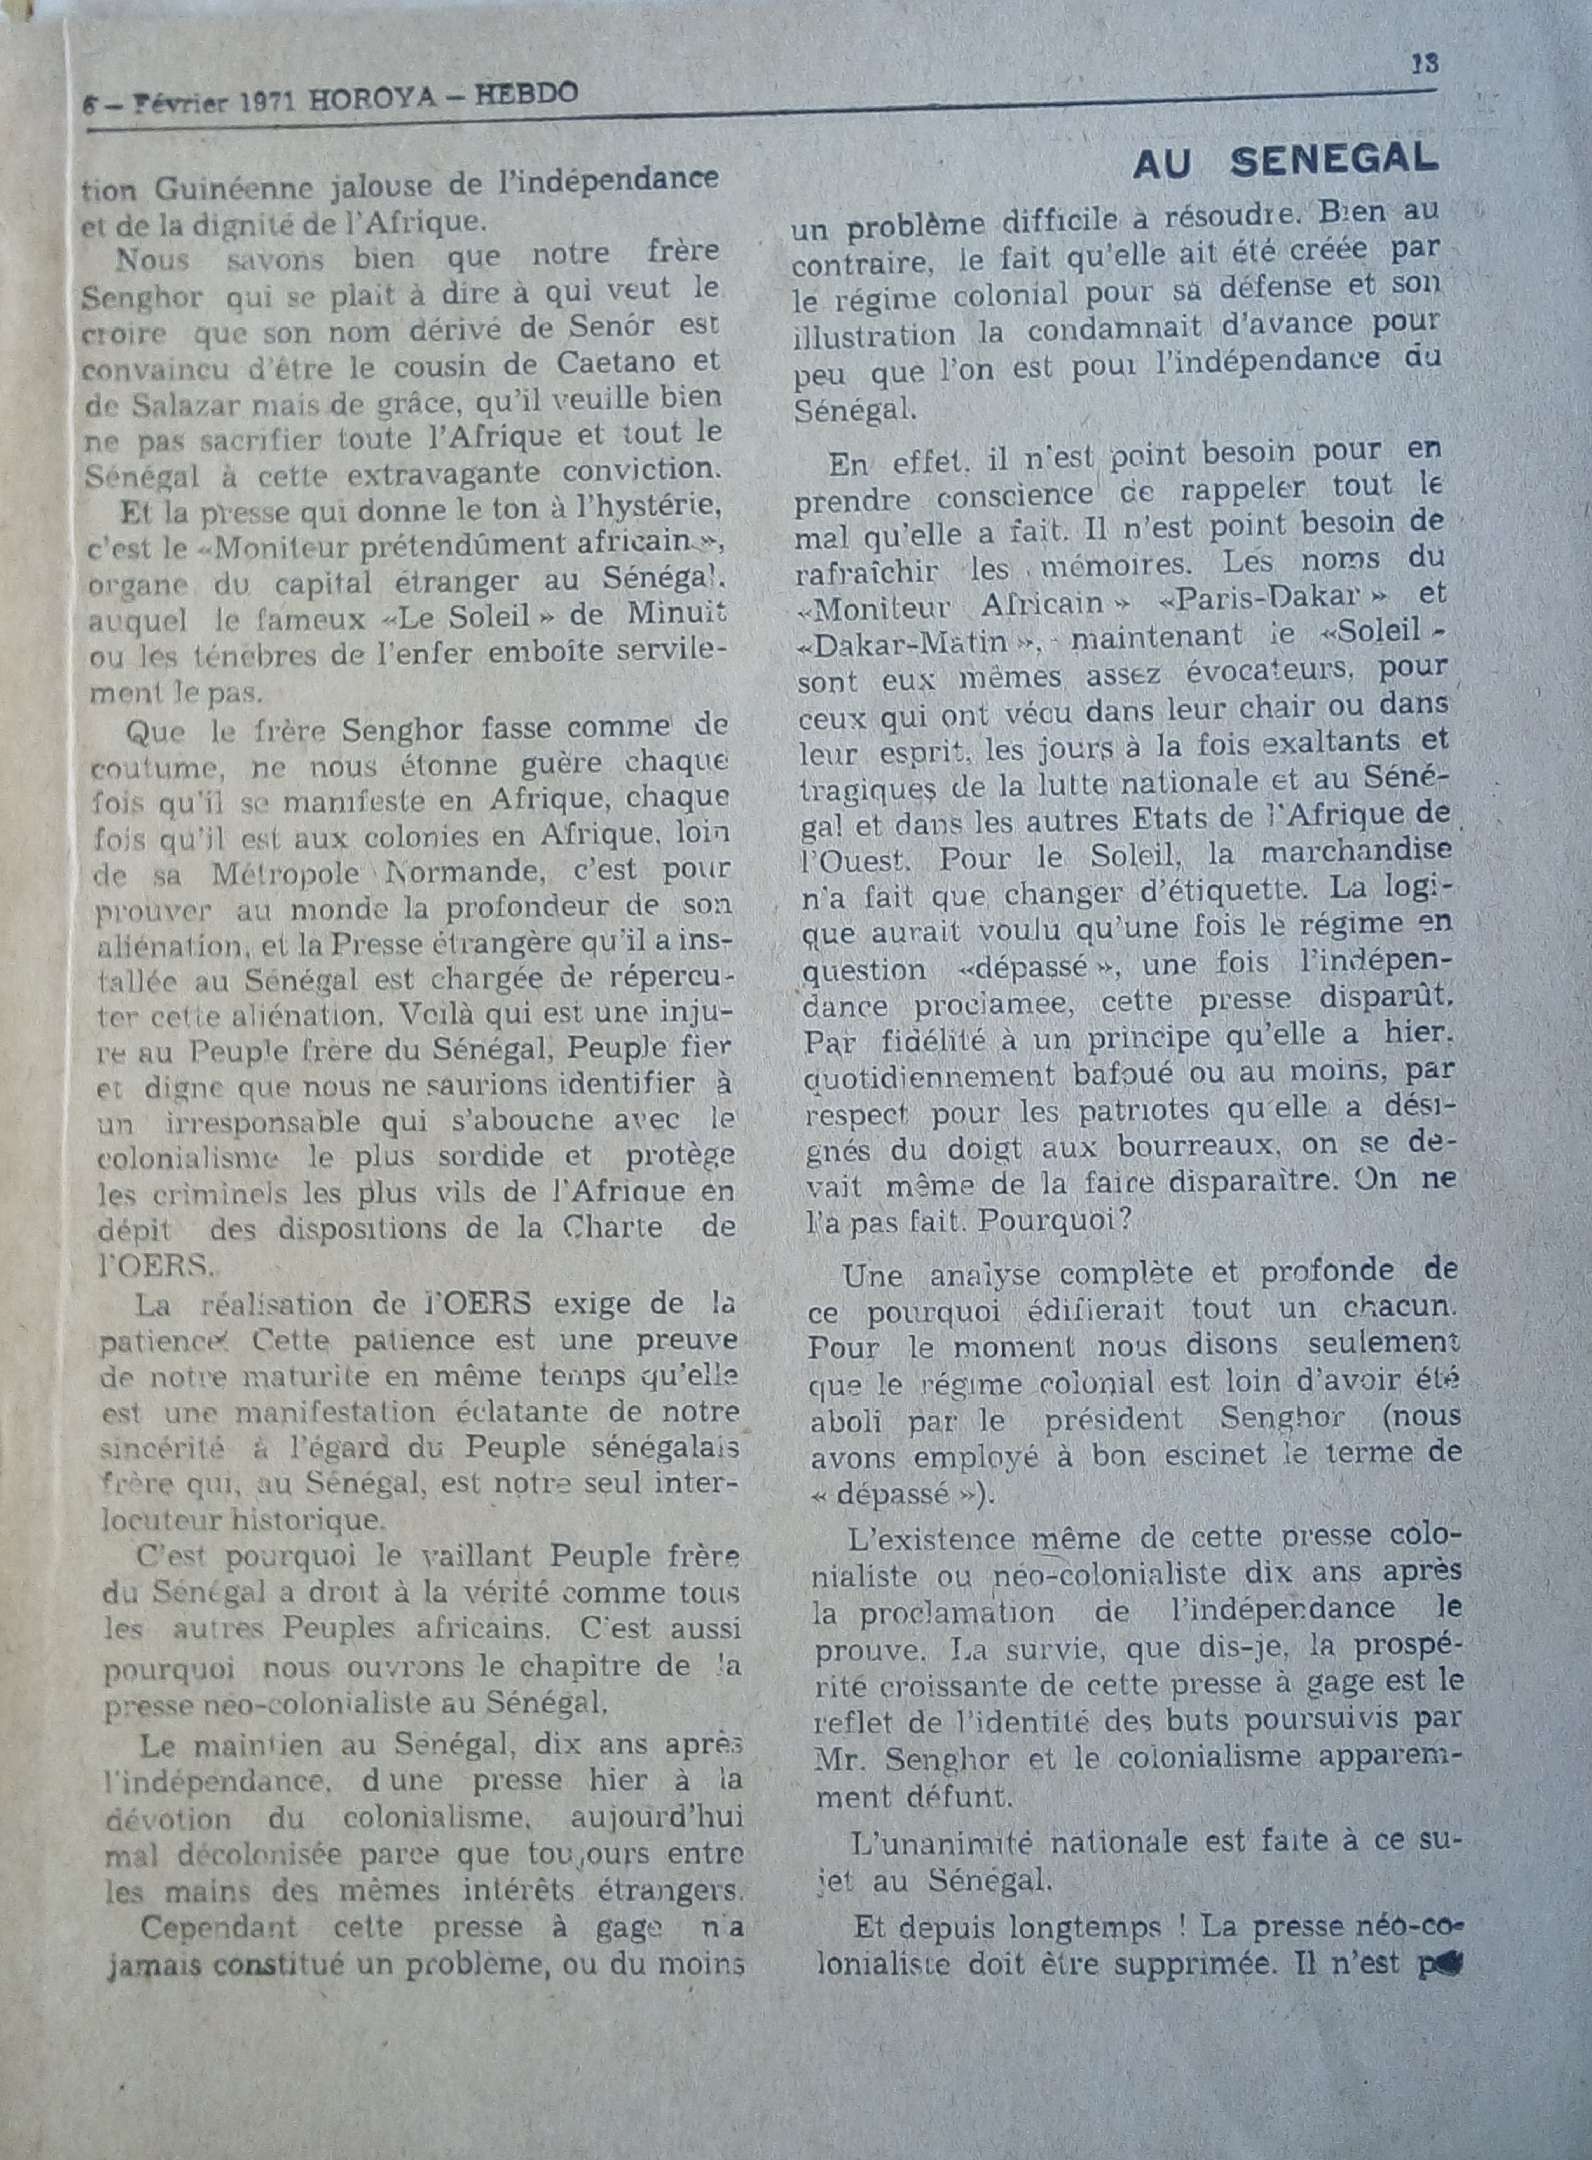 6 – Février 1971 HOROYA – HEBDO
13
tion Guinéenne jalouse de l'indépendance
et de la dignité de l'Afrique.
Nous savons bien que notre frère
Senghor qui se plait à dire à qui veut le
croire que son nom dérivé de Senór est
convaincu d'être le cousin de Caetano et
de Salazar mais de grâce, qu'il veuille bien
ne pas sacrifier toute l'Afrique et tout le
Sénégal à cette extravagante conviction.
Et la presse qui donne le ton à l'hystérie,
c'est le «Moniteur prétendûment africain»,
organe du capital étranger au Sénégal.
auquel le fameux «Le Soleil» de Minuit
ou les ténèbres de l'enfer emboîte servile-
ment le pas.
Que le frère Senghor fasse comme de
coutume, ne nous étonne guère chaque
fois qu'il se manifeste en Afrique, chaque
fois qu'il est aux colonies en Afrique, loin
de sa Métropole Normande, c'est pour
prouver au monde la profondeur de son
aliénation, et la Presse étrangère qu'il a ins-
tallée au Sénégal est chargée de répercu-
ter cette aliénation. Voilà qui est une inju-
re au Peuple frère du Sénégal, Peuple fier
et digne que nous ne saurions identifier à
un irresponsable qui s'abouche avec le
colonialisme le plus sordide et protège
les criminels les plus vils de l'Afrique en
dépit des dispositions de la Charte de
l'OERS.
La réalisation de l'OERS exige de la
patience. Cette patience est une preuve
de notre maturité en même temps qu'elle
est une manifestation éclatante de notre
sincérité à l'égard du Peuple sénégalais
frère qui, au Sénégal, est notre seul inter-
locuteur historique.
C'est pourquoi le vaillant Peuple frère
du Sénégal a droit à la vérité comme tous
les autres Peuples africains. C'est aussi
pourquoi nous ouvrons le chapitre de la
presse néo-colonialiste au Sénégal.
Le maintien au Sénégal, dix ans après
l'indépendance, d une presse hier à la
dévotion du colonialisme, aujourd'hui
mal décolonisée parce que toujours entre
les mains des mêmes intérêts étrangers.
Cependant cette presse à gage n'a
jamais constitué un problème, ou du moins
AU SENEGAL
un problème difficile à résoudre. Bien au
contraire, le fait qu'elle ait été créée par
le régime colonial pour sa défense et son
illustration la condamnait d'avance pour
peu que l'on est pour l'indépendance du
Sénégal.
En effet, il n'est point besoin pour en
prendre conscience de rappeler tout le
mal qu'elle a fait. Il n'est point besoin de
rafraîchir les mémoires. Les noms du
«Moniteur Africain» «Paris-Dakar» et
«Dakar-Matin», maintenant le «Soleil -
sont eux mêmes assez évocateurs, pour
ceux qui ont vécu dans leur chair ou dans
leur esprit, les jours à la fois exaltants et
tragiques de la lutte nationale et au Séné-
gal et dans les autres Etats de l'Afrique de
l'Ouest. Pour le Soleil, la marchandise
n'a fait que changer d'étiquette. La logi-
que aurait voulu qu'une fois le régime en
question «dépassé», une fois l'indépen-
dance proclamée, cette presse disparût.
Par fidélité à un principe qu'elle a hier,
quotidiennement bafoué ou au moins, par
respect pour les patriotes qu'elle a dési-
gnés du doigt aux bourreaux, on se de-
vait même de la faire disparaître. On ne
l'a pas fait. Pourquoi?
Une analyse complète et profonde de
ce pourquoi édifierait tout un chacun.
Pour le moment nous disons seulement
que le régime colonial est loin d'avoir été
aboli par le président Senghor (nous
avons employé à bon escinet le terme de
« dépassé »).
L'existence même de cette presse colo-
nialiste ou néo-colonialiste dix ans après
la proclamation de l'indépendance le
prouve. La survie, que dis-je, la prospé-
rité croissante de cette presse à gage est le
reflet de l'identité des buts poursuivis par
Mr. Senghor et le colonialisme apparem-
ment défunt.
L'unanimité nationale est faite à ce su-
jet au Sénégal.
Et depuis longtemps ! La presse néo-co-
lonialiste doit être supprimée. Il n'est